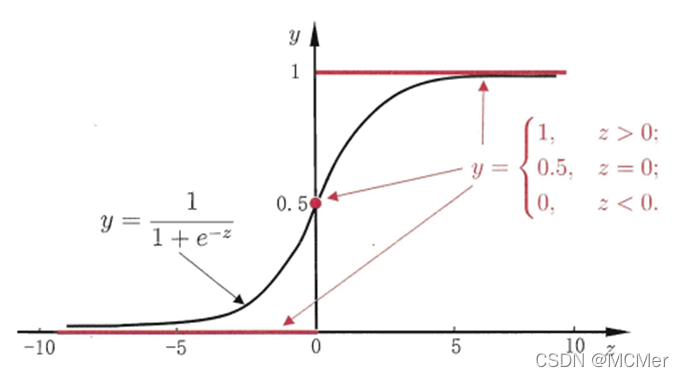 y
1
y = { 1, z > 0;
0.5, z = 0;
0, z < 0.
0.5
y = 1 / (1 + e^{-z})
-10 -5 0 5 10 z
CSDN @MCMer